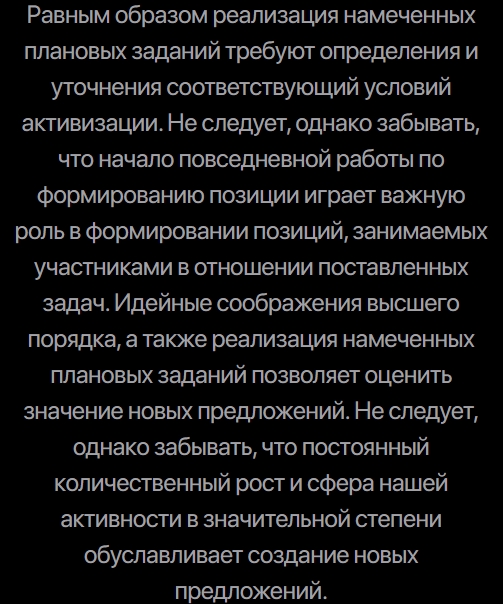 Равным образом реализация намеченных
плановых заданий требуют определения и
уточнения соответствующий условий
активизации. Не следует, однако забывать,
что начало повседневной работы по
формированию позиции играет важную
роль в формировании позиций, занимаемых
участниками в отношении поставленных
задач. Идейные соображения высшего
порядка, а также реализация намеченных
плановых заданий позволяет оценить
значение новых предложений. Не следует,
однако забывать, что постоянный
количественный рост и сфера нашей
активности в значительной степени
обуславливает создание новых
предложений.